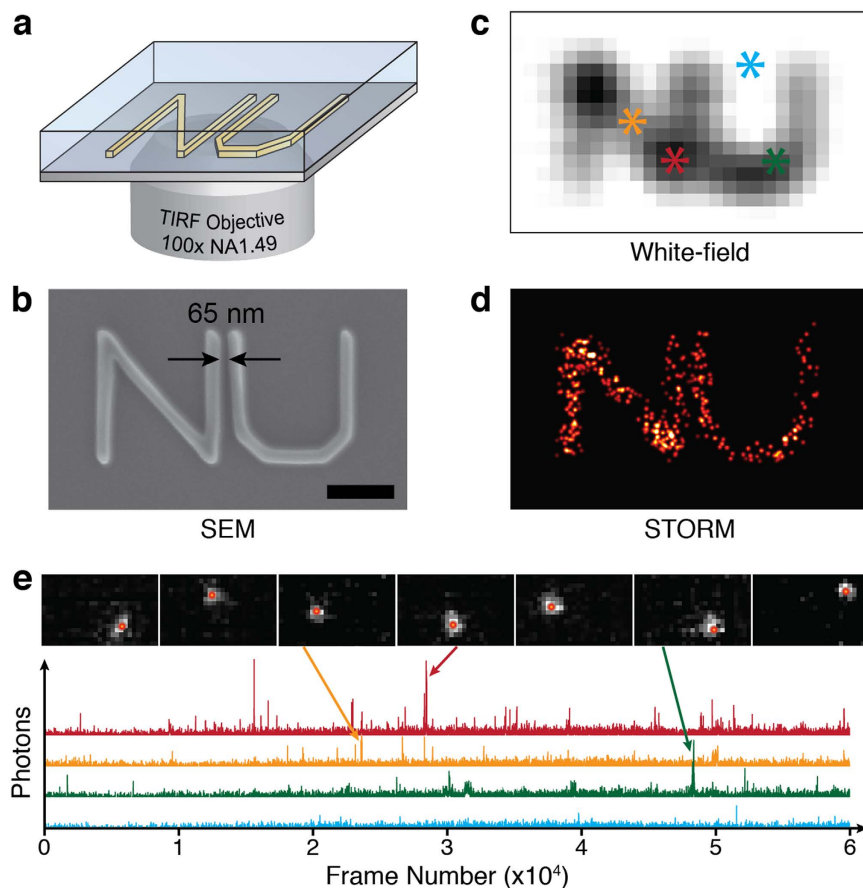 a
TIRF Objective
100x NA1.49
c
White-field
b
65 nm
SEM
d
STORM
e
Photons
0 1 2 3 4 5 6
Frame Number (x10⁴)